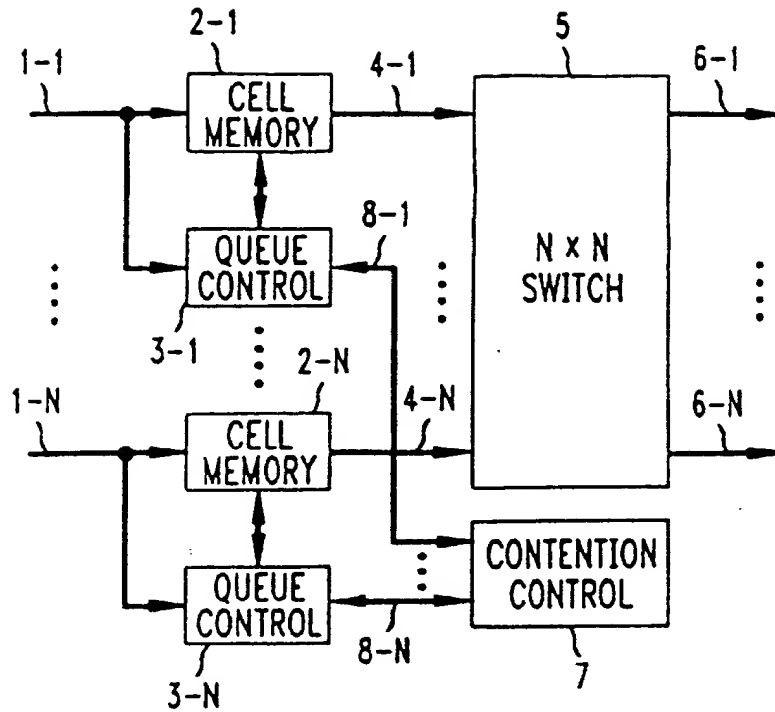 2-1
5
1-1
4-1
6-1
CELL
MEMORY
8-1
QUEUE
CONTROL
N × N
SWITCH
3-1
2-N
1-N
4-N
6-N
CELL
MEMORY
CONTENTION
CONTROL
QUEUE
CONTROL
8-N
7
3-N